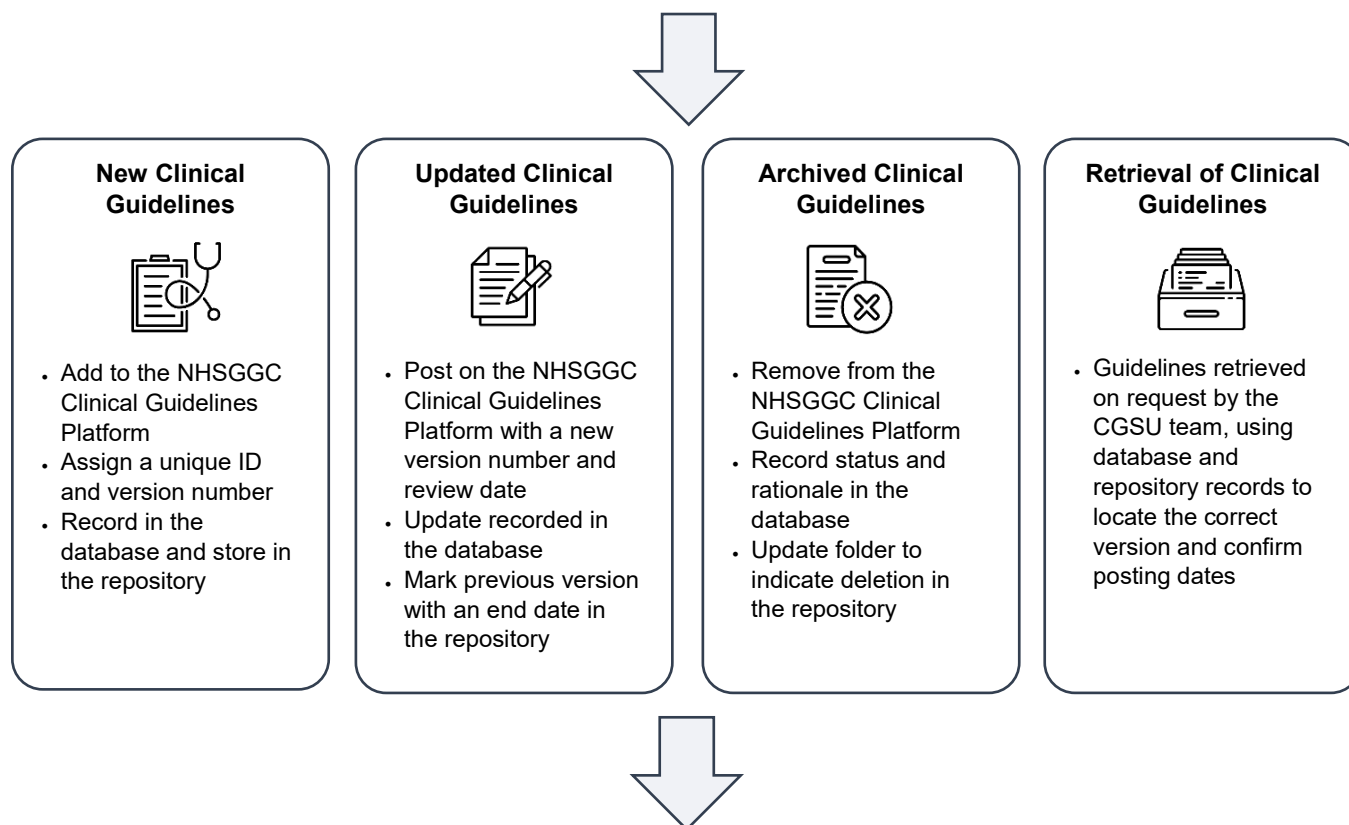 New Clinical
Guidelines
• Add to the NHSGGC
Clinical Guidelines
Platform
• Assign a unique ID
and version number
• Record in the
database and store in
the repository
Updated Clinical
Guidelines
• Post on the NHSGGC
Clinical Guidelines
Platform with a new
version number and
review date
• Update recorded in
the database
• Mark previous version
with an end date in
the repository
Archived Clinical
Guidelines
• Remove from the
NHSGGC Clinical
Guidelines Platform
• Record status and
rationale in the
database
• Update folder to
indicate deletion in
the repository
Retrieval of Clinical
Guidelines
• Guidelines retrieved
on request by the
CGSU team, using
database and
repository records to
locate the correct
version and confirm
posting dates